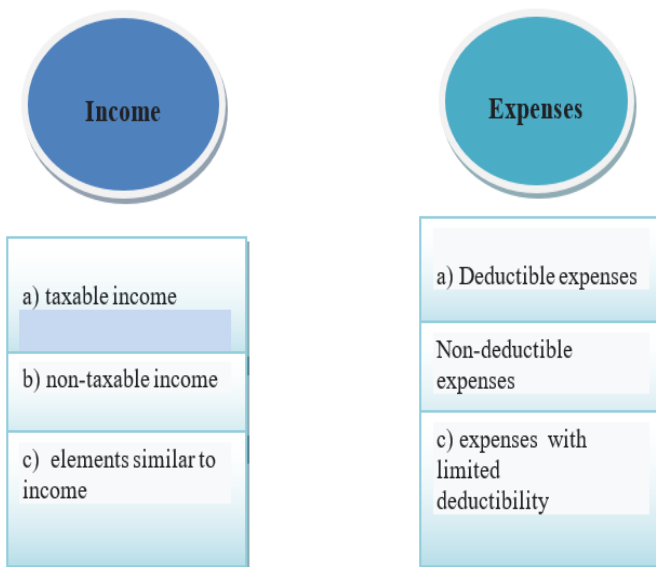 Income
a) taxable income
b) non-taxable income
c) elements similar to
income
Expenses
a) Deductible expenses
Non-deductible
expenses
c) expenses with
limited
deductibility